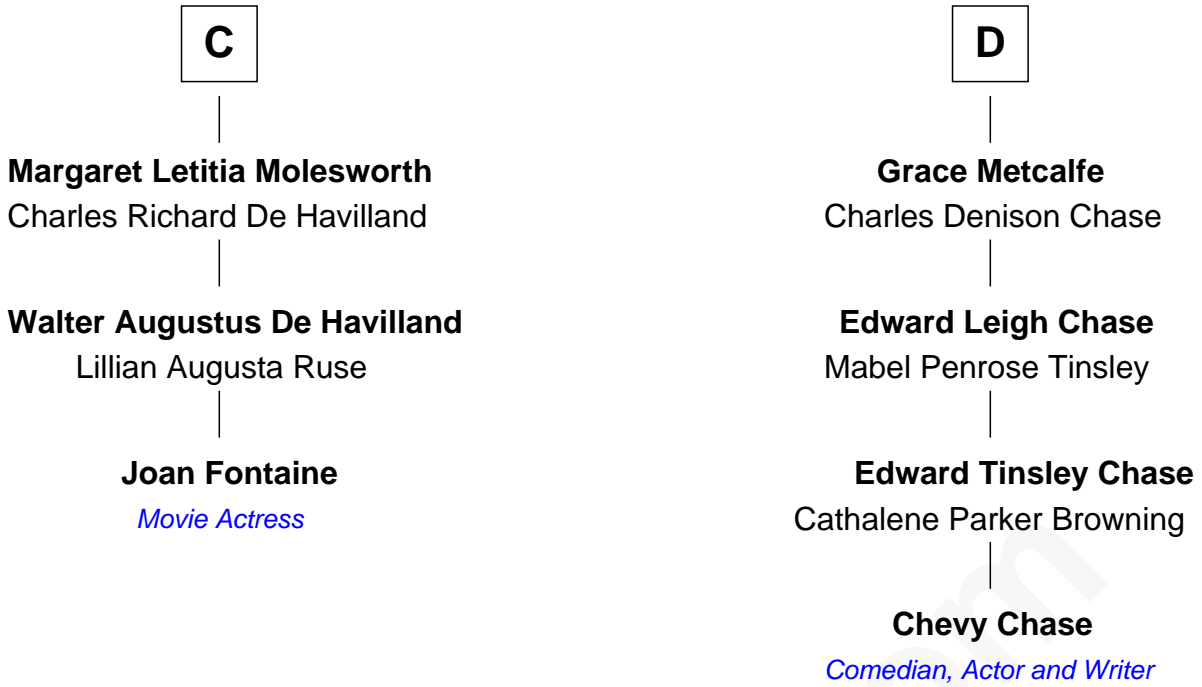 C
Margaret Letitia Molesworth
Charles Richard De Havilland
Walter Augustus De Havilland
Lillian Augusta Ruse
Joan Fontaine
Movie Actress
D
Grace Metcalfe
Charles Denison Chase
Edward Leigh Chase
Mabel Penrose Tinsley
Edward Tinsley Chase
Cathalene Parker Browning
Chevy Chase
Comedian, Actor and Writer